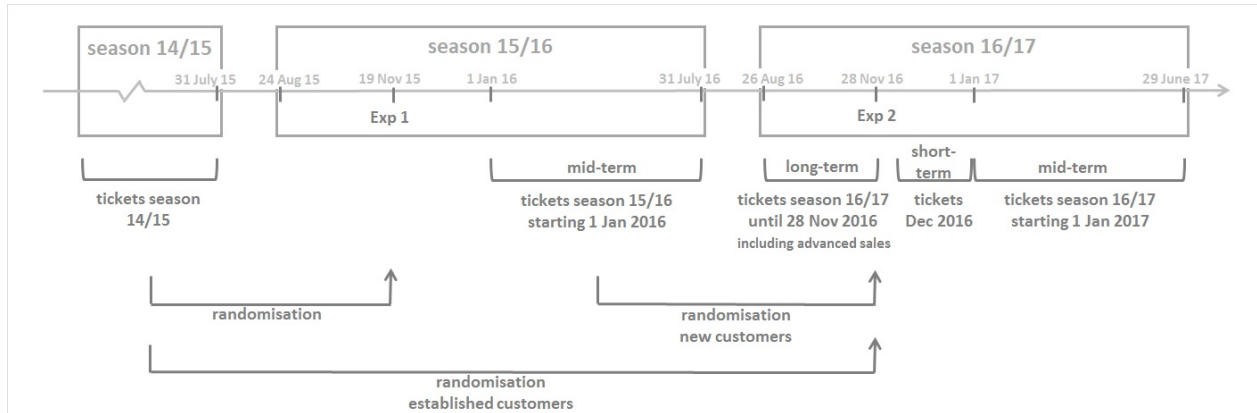 season 14/15
season 15/16
season 16/17
31 July 15
24 Aug 15
19 Nov 15
1 Jan 16
31 July 16
26 Aug 16
28 Nov 16
1 Jan 17
29 June 17
Exp 1
Exp 2
tickets season
14/15
mid-term
tickets season 15/16
starting 1 Jan 2016
long-term
tickets season 16/17
until 28 Nov 2016
including advanced sales
short-
term
tickets
Dec 2016
mid-term
tickets season 16/17
starting 1 Jan 2017
randomisation
randomisation
new customers
randomisation
established customers